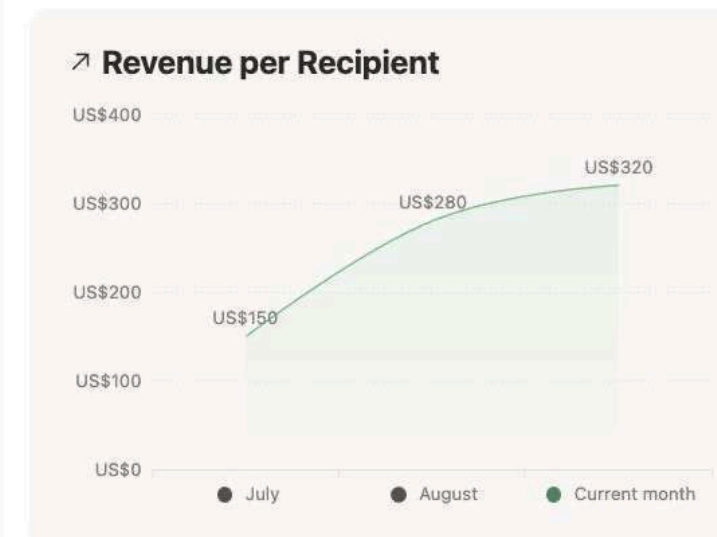 Revenue per Recipient
US$400
US$320
US$300
US$280
US$200
US$150
US$100
US$0
July August Current month